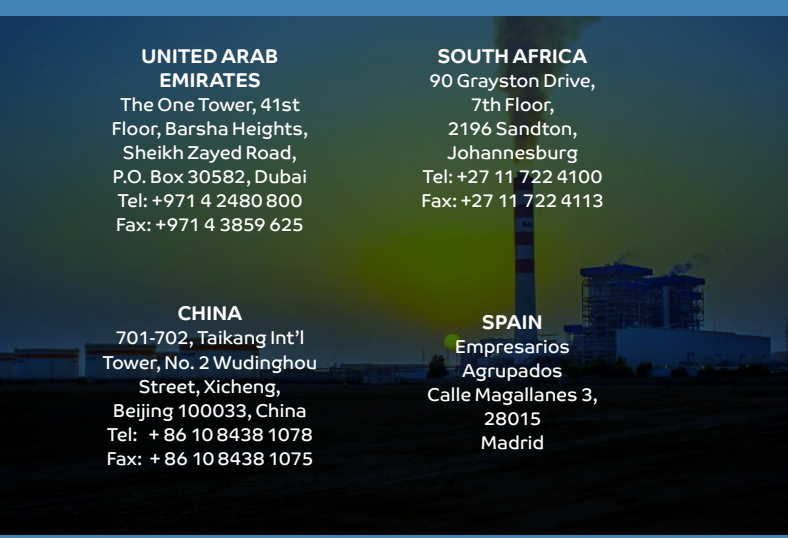 UNITED ARAB
EMIRATES
The One Tower, 41st
Floor, Barsha Heights,
Sheikh Zayed Road,
P.O. Box 30582, Dubai
Tel: +971 4 2480 800
Fax: +971 4 3859 625
SOUTH AFRICA
90 Grayston Drive,
7th Floor,
2196 Sandton,
Johannesburg
Tel: +27 11 722 4100
Fax: +27 11 722 4113
CHINA
701-702, Taikang Int’l
Tower, No. 2 Wudinghou
Street, Xicheng,
Beijing 100033, China
Tel: + 86 10 8438 1078
Fax: + 86 10 8438 1075
SPAIN
Empresarios
Agrupados
Calle Magallanes 3,
28015
Madrid